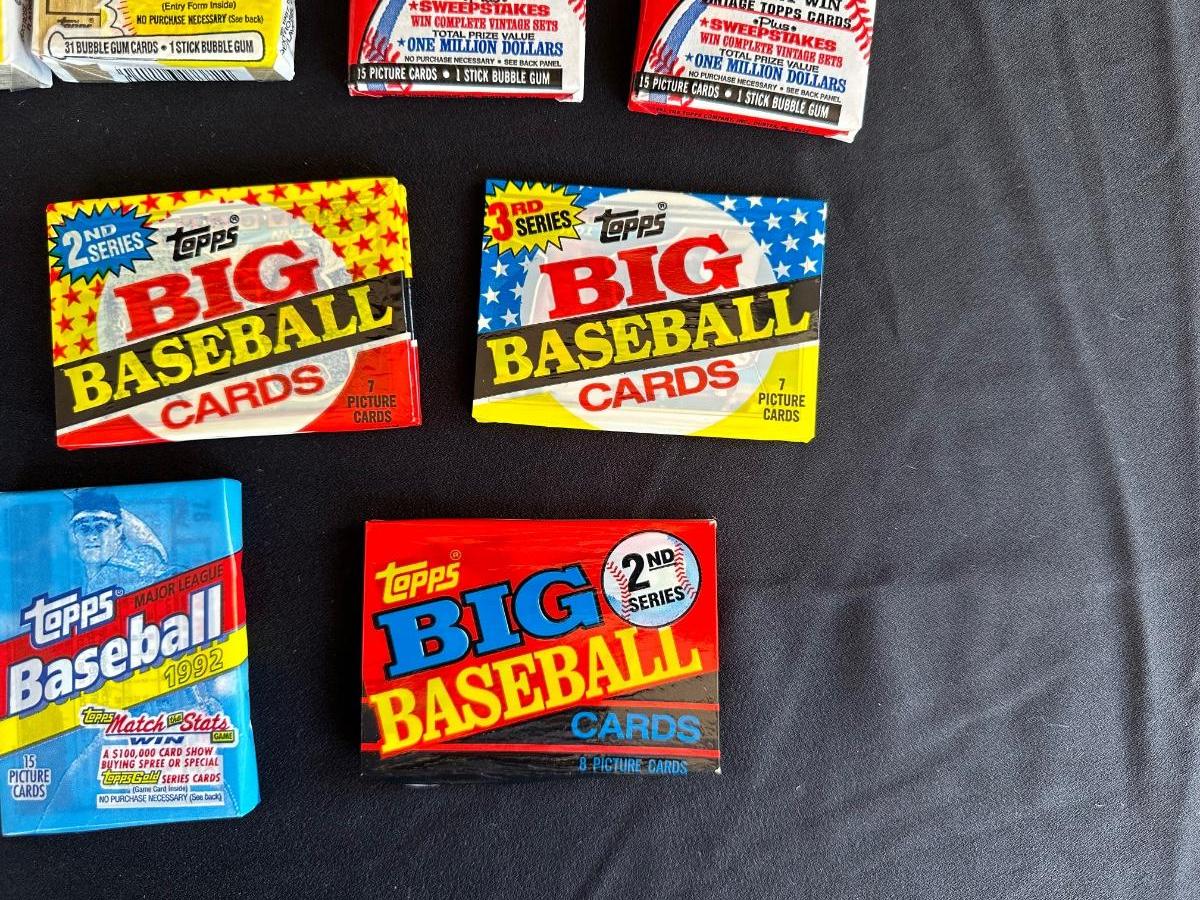 (Entry Form Inside)
NO PURCHASE NECESSARY (See back)
31 BUBBLE GUM CARDS • 1 STICK BUBBLE GUM
★SWEEPSTAKES
WIN COMPLETE VINTAGE SETS
TOTAL PRIZE VALUE
★ONE MILLION DOLLARS
NO PURCHASE NECESSARY • SEE BACK PANEL
15 PICTURE CARDS • 1 STICK BUBBLE GUM
WIN
VINTAGE TOPPS CARDS
•Plus•
★SWEEPSTAKES
WIN COMPLETE VINTAGE SETS
TOTAL PRIZE VALUE
★ONE MILLION DOLLARS
NO PURCHASE NECESSARY • SEE BACK PANEL
15 PICTURE CARDS • 1 STICK BUBBLE GUM
2ND
SERIES
Topps®
BIG
BASEBALL
CARDS
7
PICTURE
CARDS
3RD
SERIES
Topps®
BIG
BASEBALL
CARDS
7
PICTURE
CARDS
Topps®
MAJOR LEAGUE
Baseball
1992
Topps
Match the Stats
GAME
WIN
A $100,000 CARD SHOW
BUYING SPREE OR SPECIAL
ToppsGold SERIES CARDS
(Game Card Inside)
NO PURCHASE NECESSARY (See back)
15
PICTURE
CARDS
Topps®
2ND
SERIES
BIG
BASEBALL
CARDS
8 PICTURE CARDS